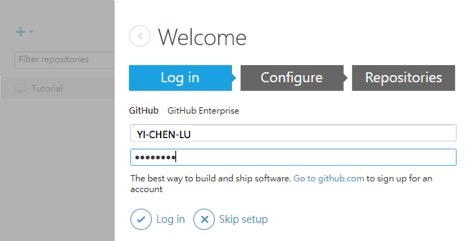 Welcome
Filter repositories
Tutorial
Log in Configure Repositories
GitHub GitHub Enterprise
YI-CHEN-LU
••••••••
The best way to build and ship software. Go to github.com to sign up for an
account
Log in Skip setup